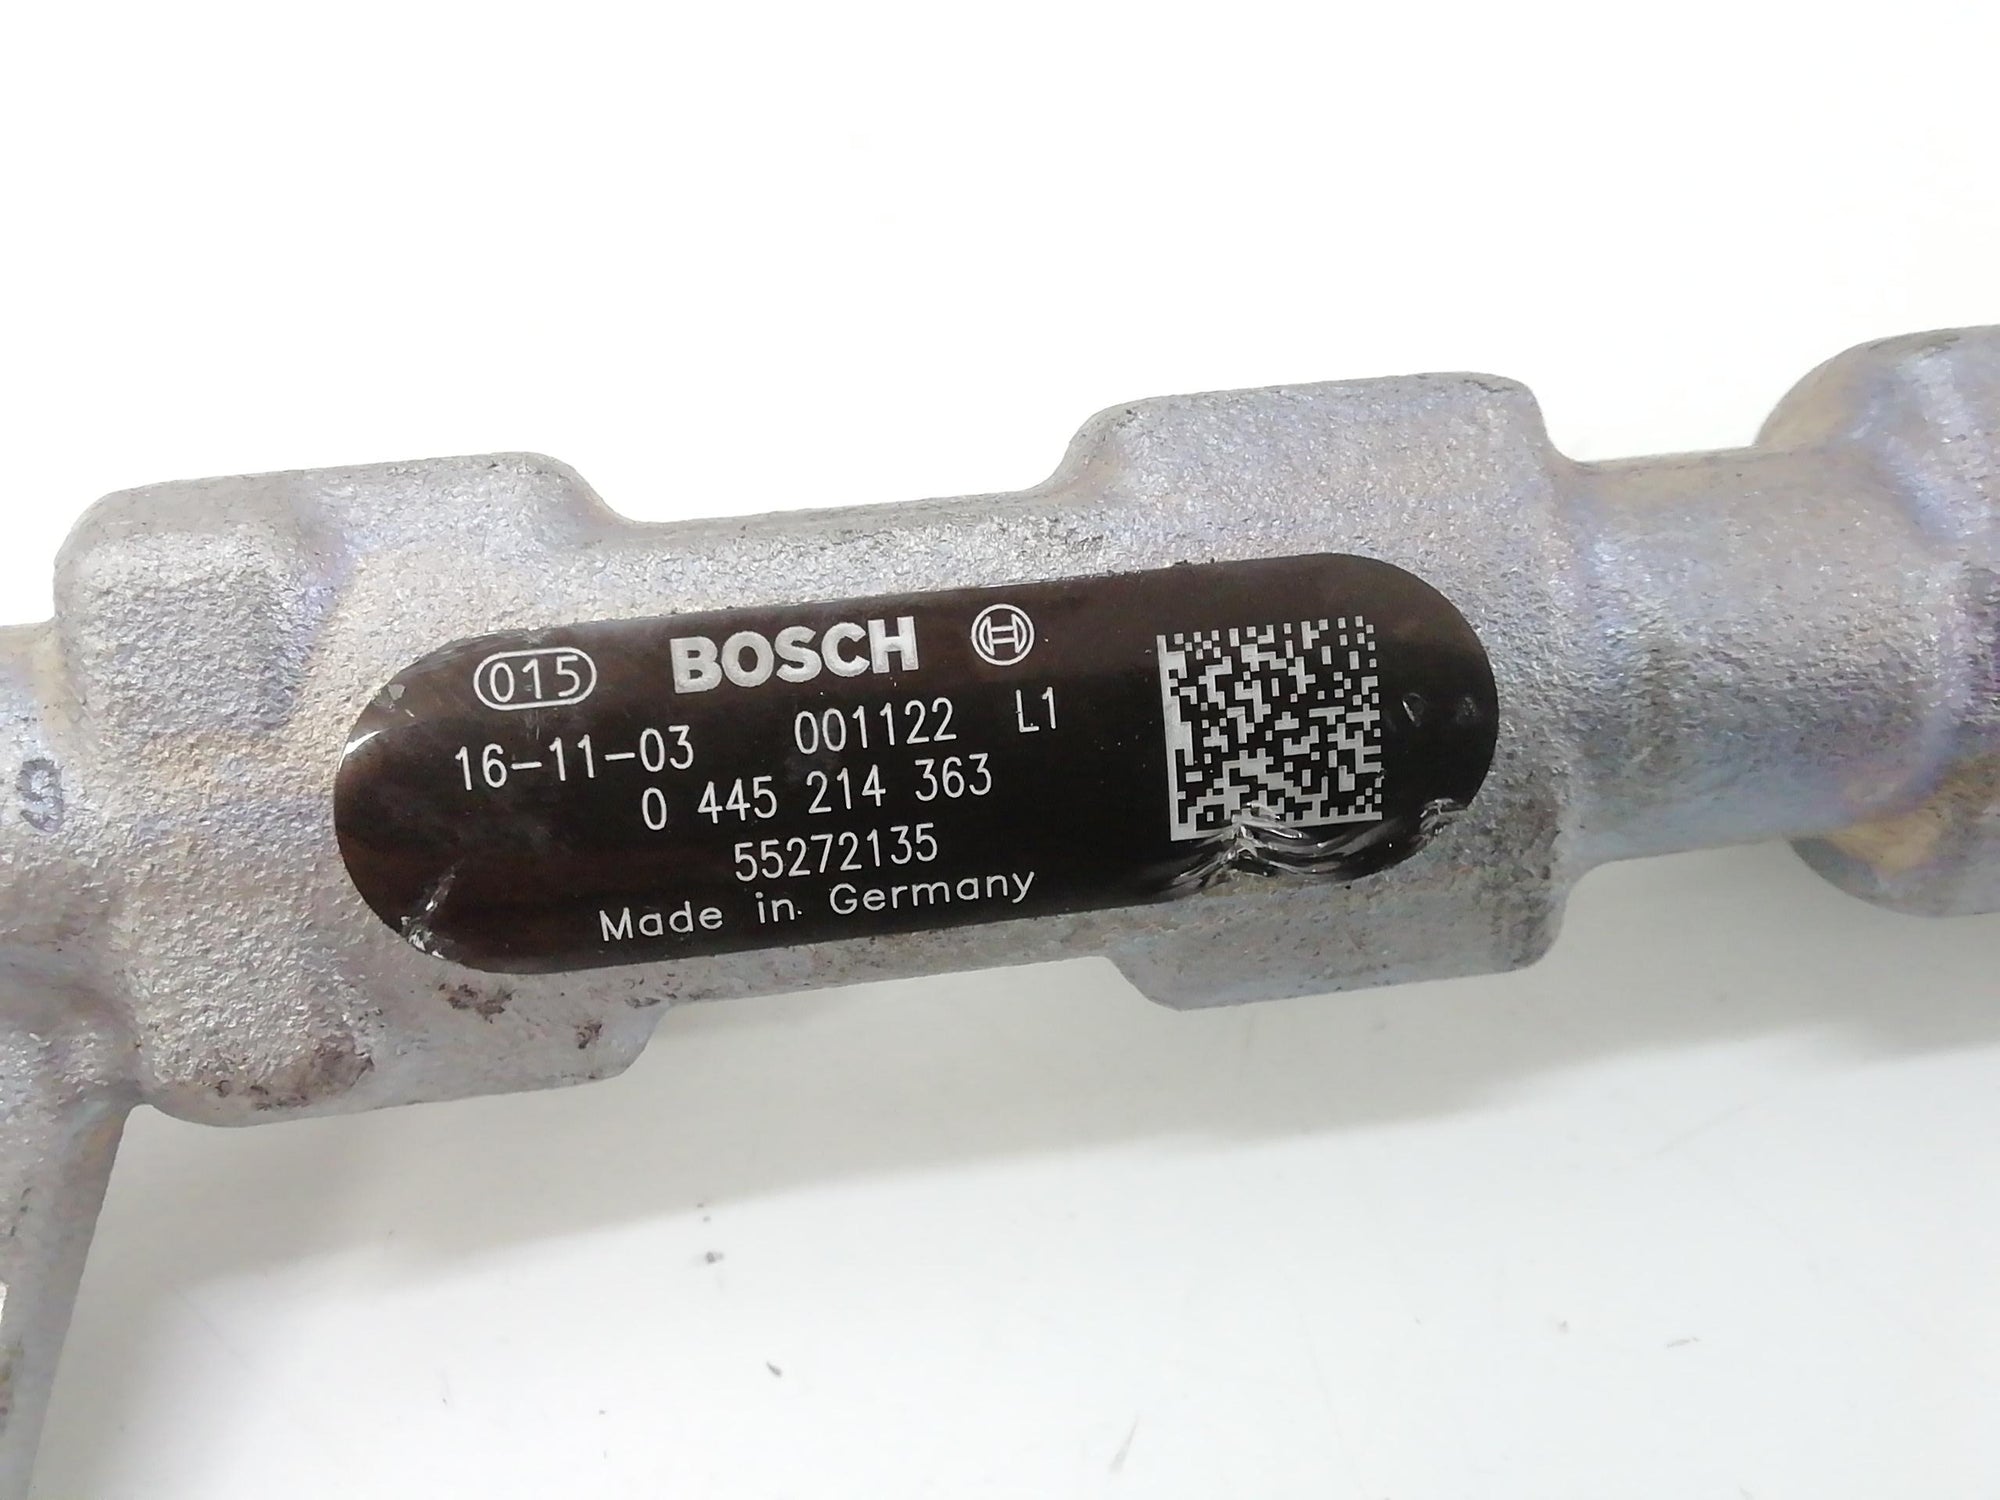 015 BOSCH
16-11-03 001122 L1
0 445 214 363
55272135
Made in Germany